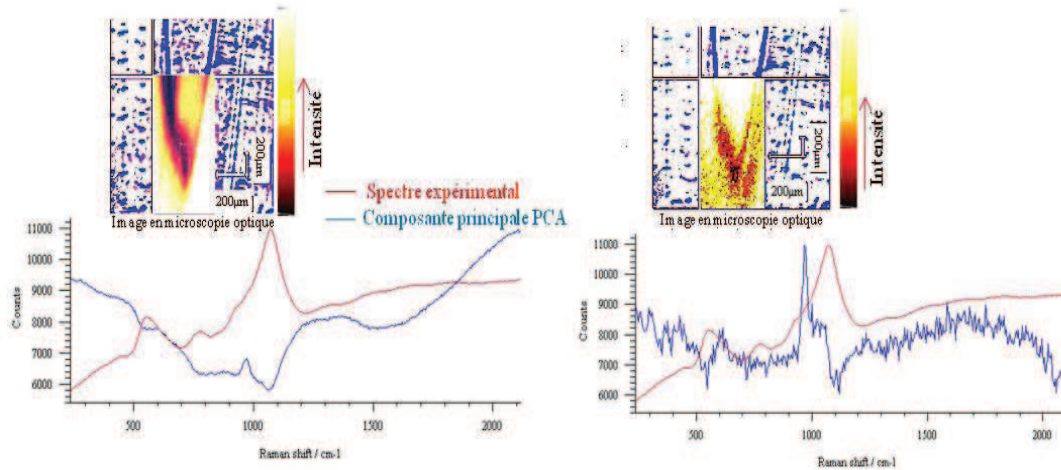 Intensite
200µm
200µm
Image en microscopie optique
Spectre expérimental
Composante principale PCA
11000
10000
9000
8000
7000
6000
Counts
500
1000
1500
2000
Raman shift / cm-1
Intensite
200µm
200µm
Image en microscopie optique
11000
10000
9000
8000
7000
6000
Counts
500
1000
1500
2000
Raman shift / cm-1